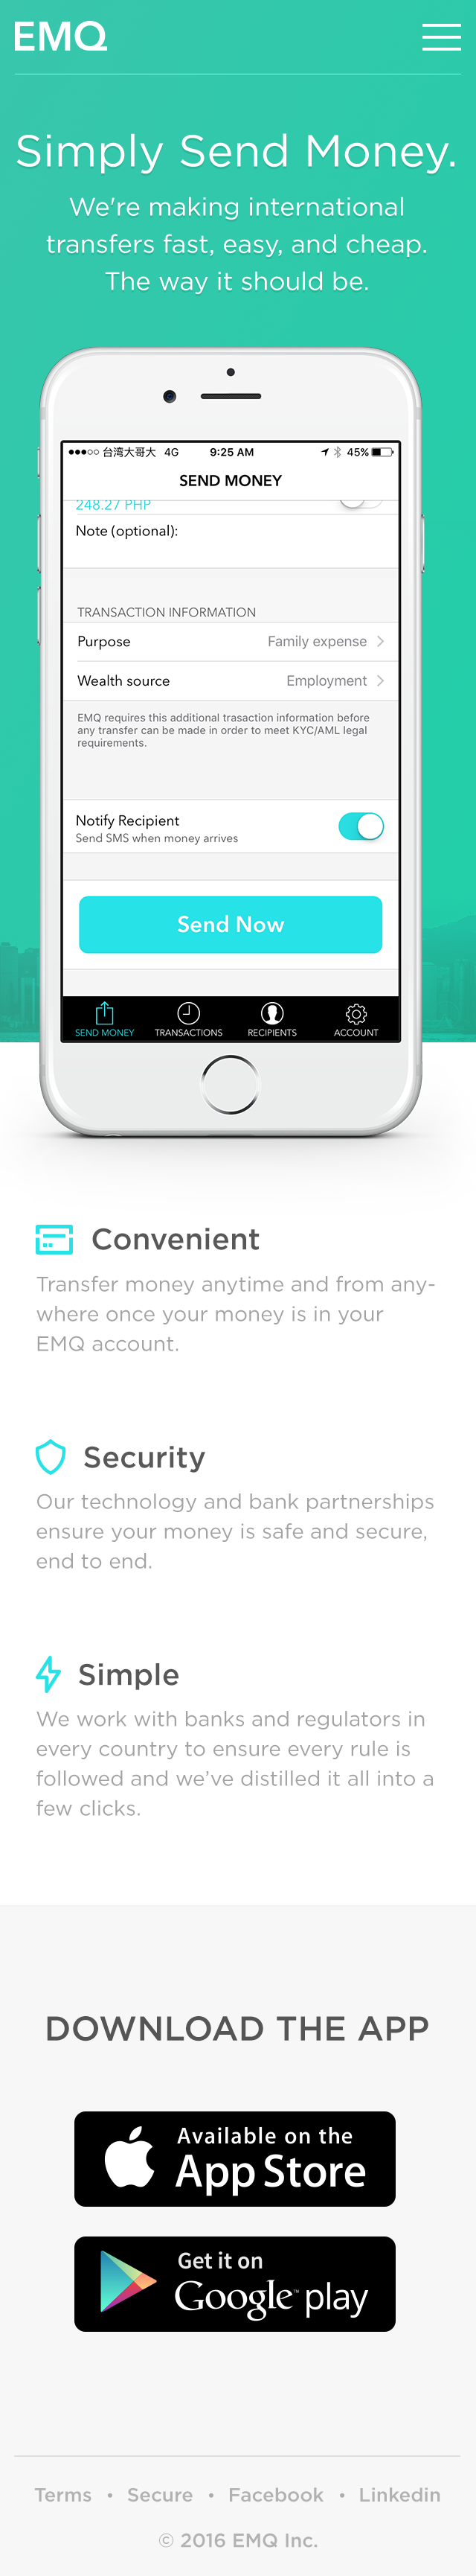 EMQ
Simply Send Money.
We're making international
transfers fast, easy, and cheap.
The way it should be.
台湾大哥大 4G 9:25 AM 45%
SEND MONEY
248.27 PHP
Note (optional):
TRANSACTION INFORMATION
Purpose Family expense
Wealth source Employment
EMQ requires this additional trasaction information before
any transfer can be made in order to meet KYC/AML legal
requirements.
Notify Recipient
Send SMS when money arrives
Send Now
SEND MONEY TRANSACTIONS RECIPIENTS ACCOUNT
Convenient
Transfer money anytime and from any-
where once your money is in your
EMQ account.
Security
Our technology and bank partnerships
ensure your money is safe and secure,
end to end.
Simple
We work with banks and regulators in
every country to ensure every rule is
followed and we’ve distilled it all into a
few clicks.
DOWNLOAD THE APP
Available on the
App Store
Get it on
Google™ play
Terms • Secure • Facebook • Linkedin
© 2016 EMQ Inc.